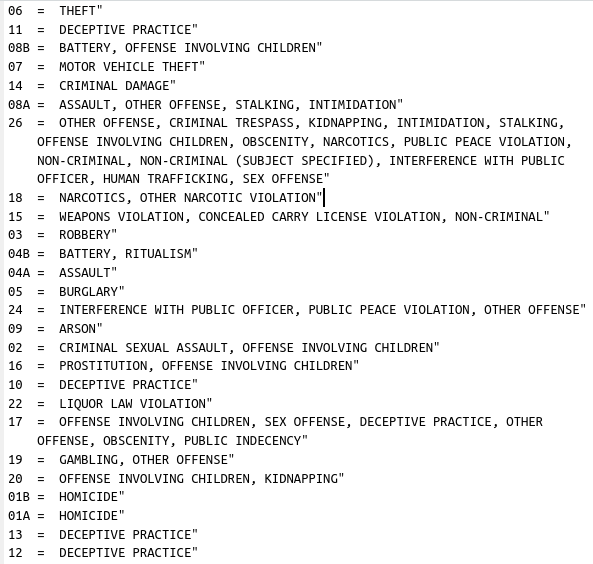 06  =  THEFT"
11  =  DECEPTIVE PRACTICE"
08B =  BATTERY, OFFENSE INVOLVING CHILDREN"
07  =  MOTOR VEHICLE THEFT"
14  =  CRIMINAL DAMAGE"
08A =  ASSAULT, OTHER OFFENSE, STALKING, INTIMIDATION"
26  =  OTHER OFFENSE, CRIMINAL TRESPASS, KIDNAPPING, INTIMIDATION, STALKING,
OFFENSE INVOLVING CHILDREN, OBSCENITY, NARCOTICS, PUBLIC PEACE VIOLATION,
NON-CRIMINAL, NON-CRIMINAL (SUBJECT SPECIFIED), INTERFERENCE WITH PUBLIC
OFFICER, HUMAN TRAFFICKING, SEX OFFENSE"
18  =  NARCOTICS, OTHER NARCOTIC VIOLATION"
15  =  WEAPONS VIOLATION, CONCEALED CARRY LICENSE VIOLATION, NON-CRIMINAL"
03  =  ROBBERY"
04B =  BATTERY, RITUALISM"
04A =  ASSAULT"
05  =  BURGLARY"
24  =  INTERFERENCE WITH PUBLIC OFFICER, PUBLIC PEACE VIOLATION, OTHER OFFENSE"
09  =  ARSON"
02  =  CRIMINAL SEXUAL ASSAULT, OFFENSE INVOLVING CHILDREN"
16  =  PROSTITUTION, OFFENSE INVOLVING CHILDREN"
10  =  DECEPTIVE PRACTICE"
22  =  LIQUOR LAW VIOLATION"
17  =  OFFENSE INVOLVING CHILDREN, SEX OFFENSE, DECEPTIVE PRACTICE, OTHER
OFFENSE, OBSCENITY, PUBLIC INDECENCY"
19  =  GAMBLING, OTHER OFFENSE"
20  =  OFFENSE INVOLVING CHILDREN, KIDNAPPING"
01B =  HOMICIDE"
01A =  HOMICIDE"
13  =  DECEPTIVE PRACTICE"
12  =  DECEPTIVE PRACTICE"